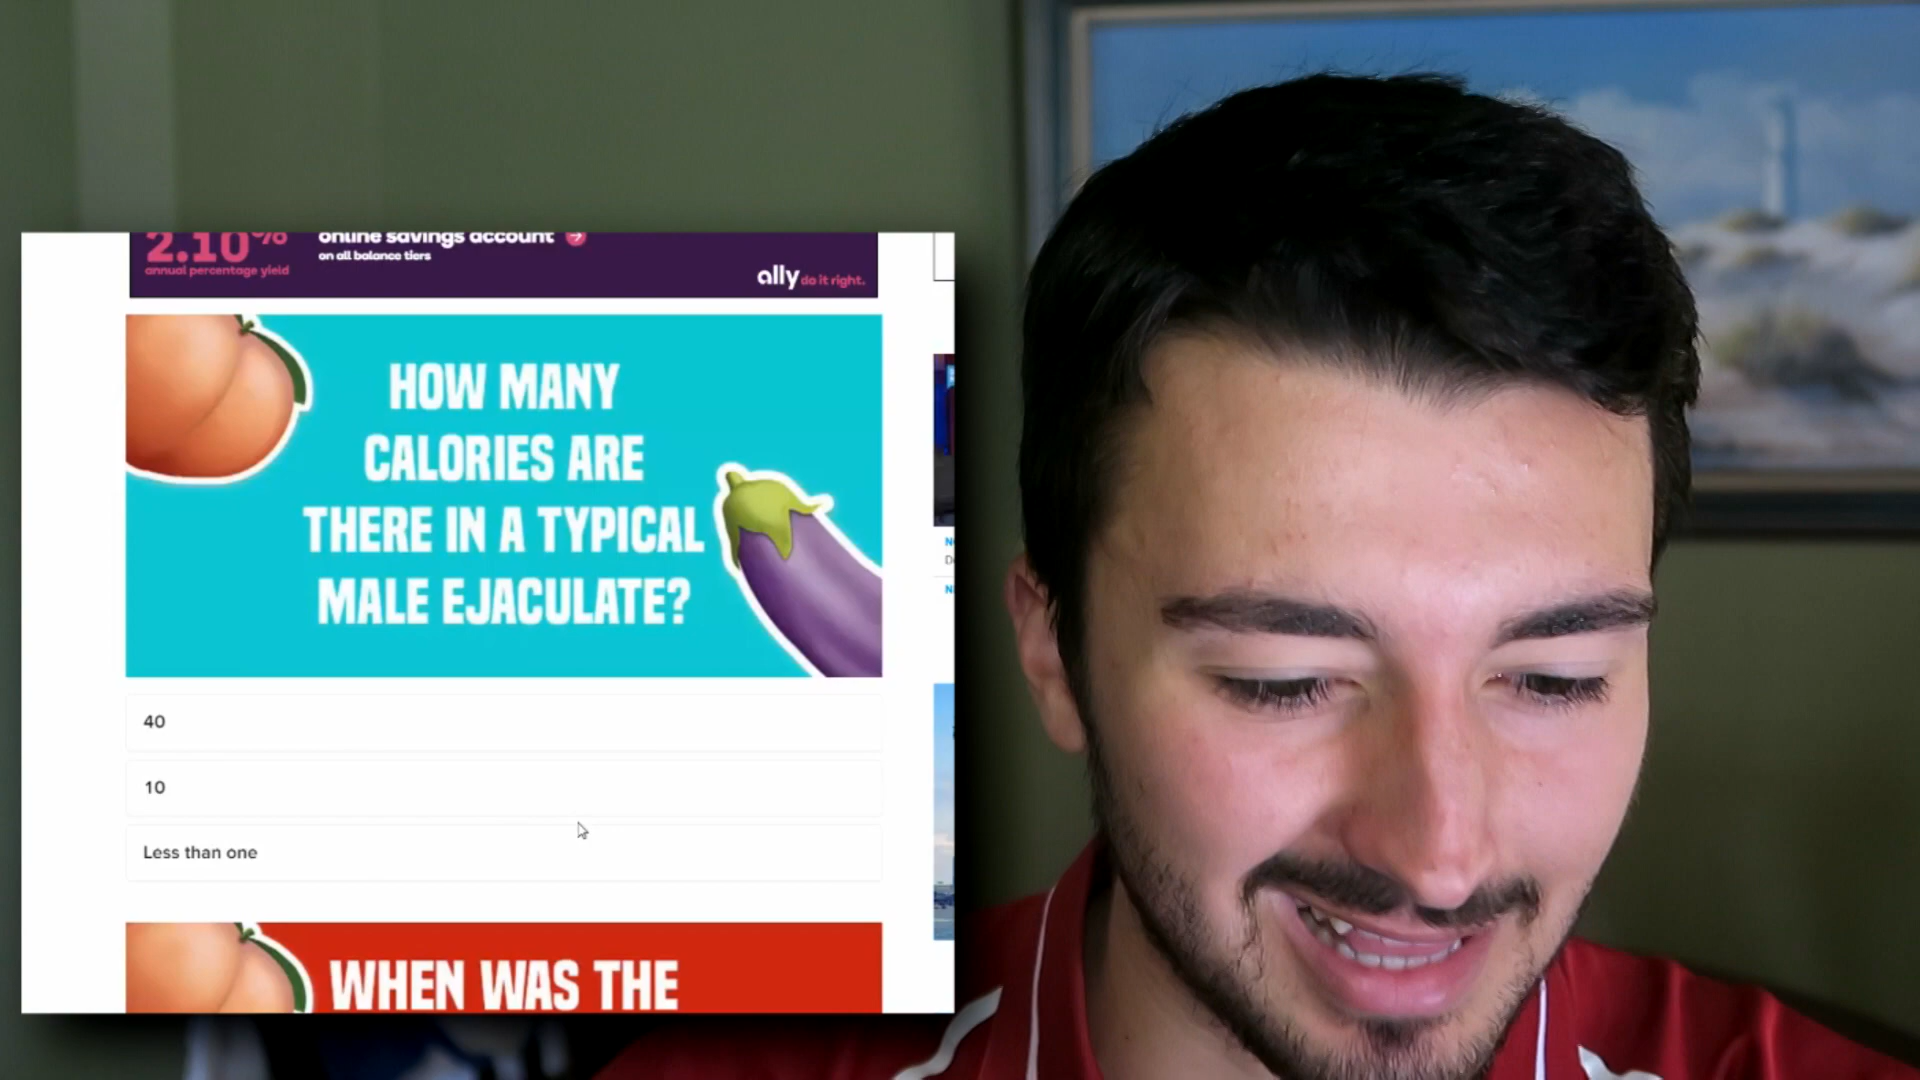 2.10%
annual percentage yield
online savings account
on all balance tiers
ally do it right.
HOW MANY
CALORIES ARE
THERE IN A TYPICAL
MALE EJACULATE?
40
10
Less than one
WHEN WAS THE